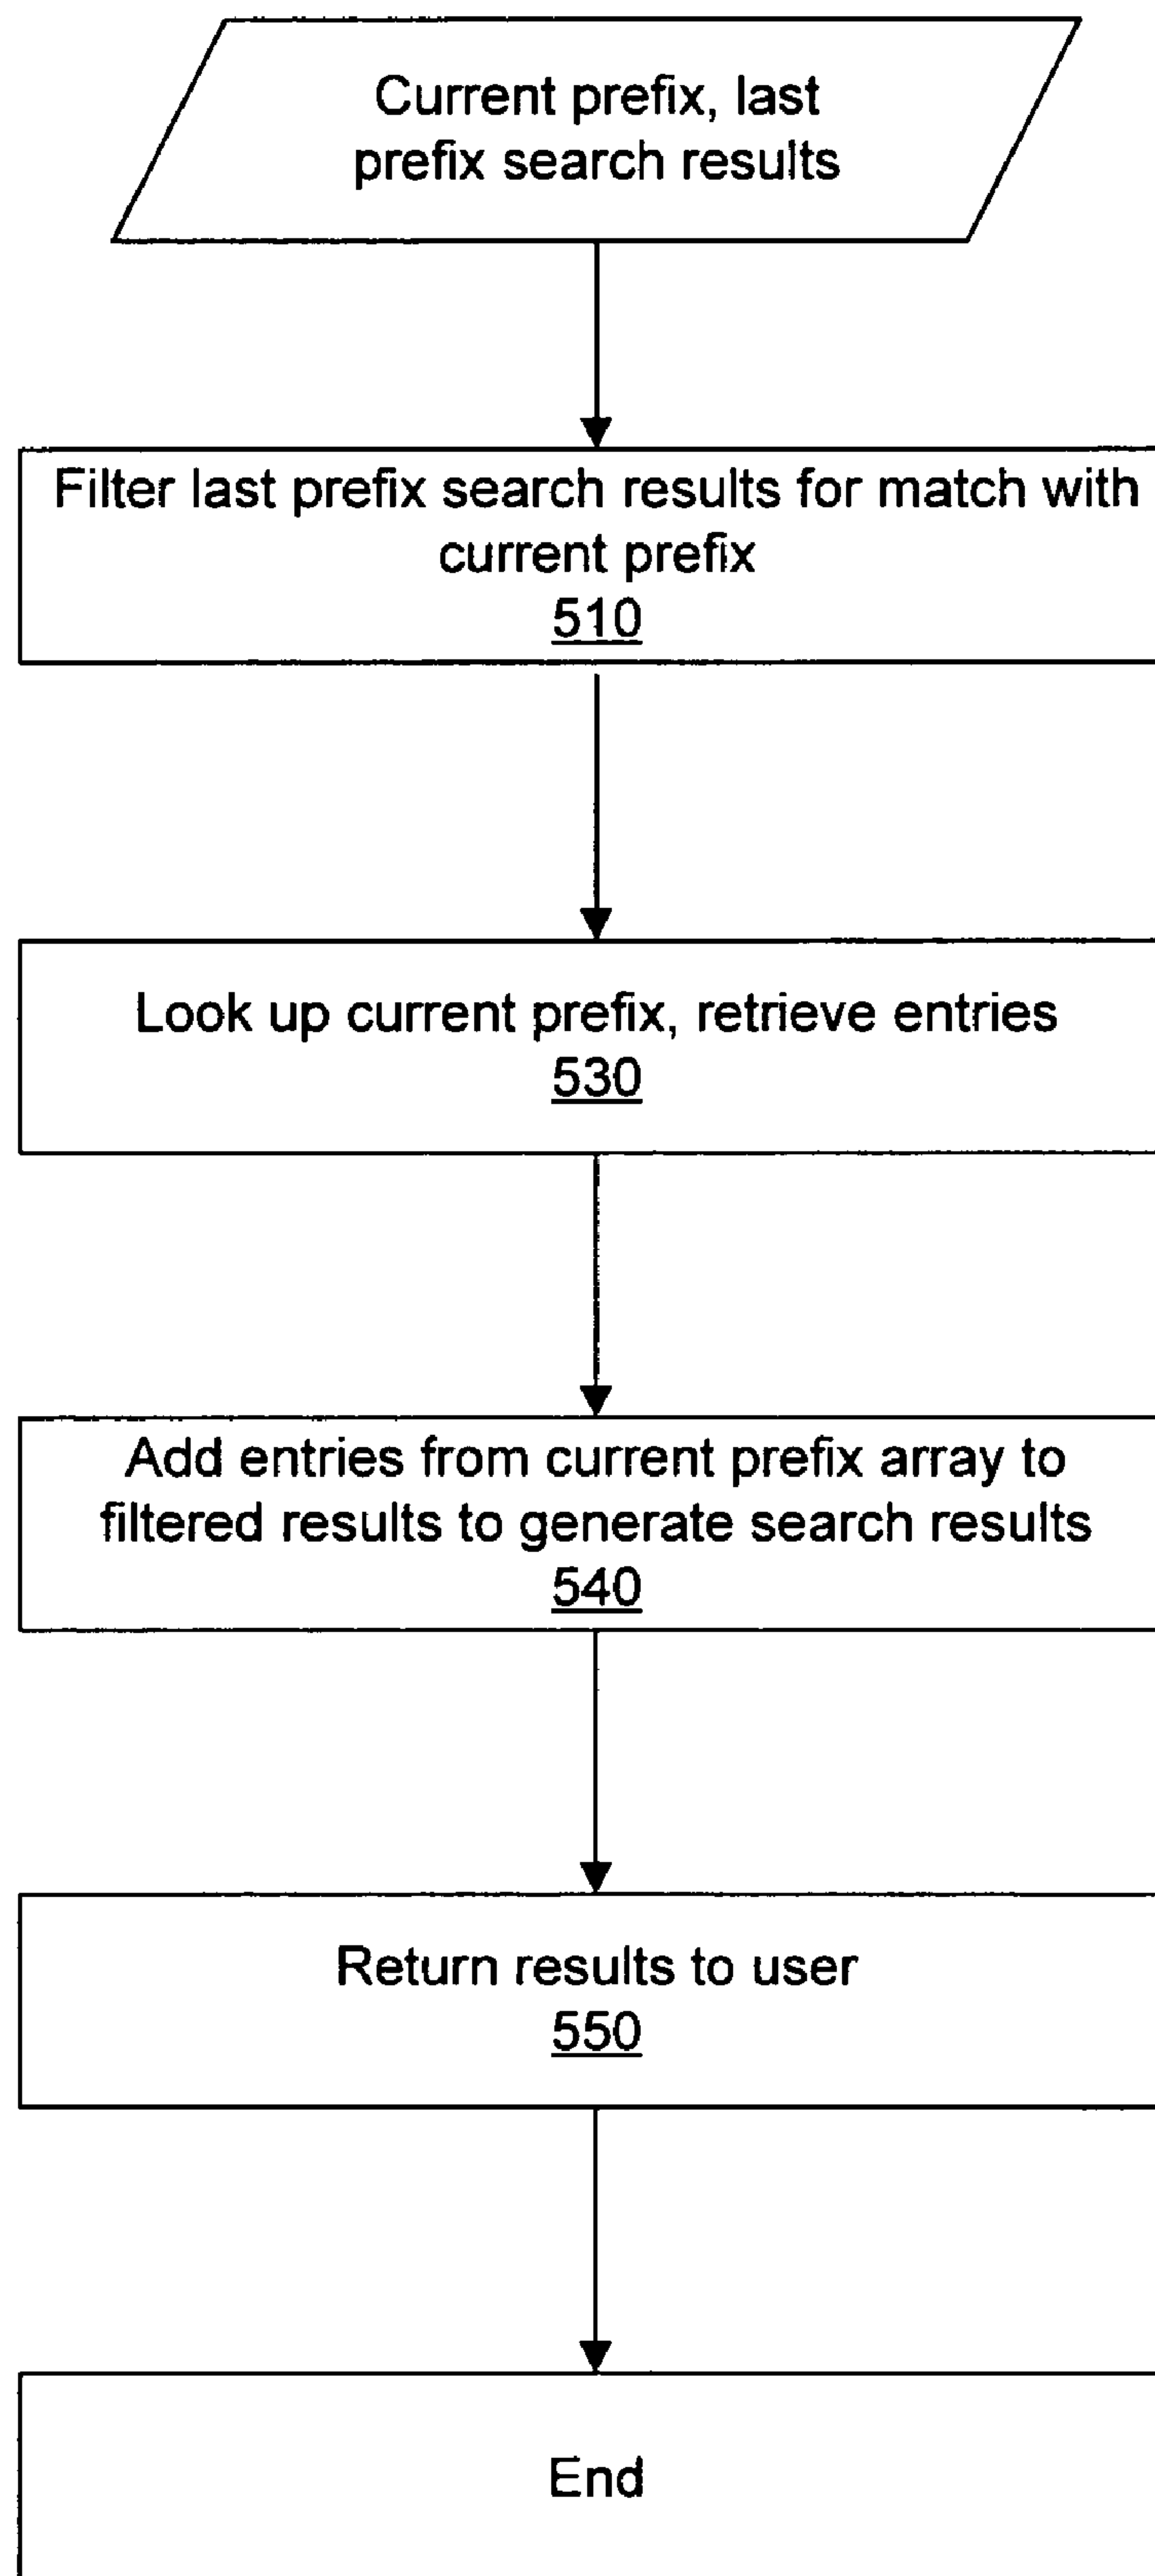 Current prefix, last
prefix search results
Filter last prefix search results for match with
current prefix
510
Look up current prefix, retrieve entries
530
Add entries from current prefix array to
filtered results to generate search results
540
Return results to user
550
End